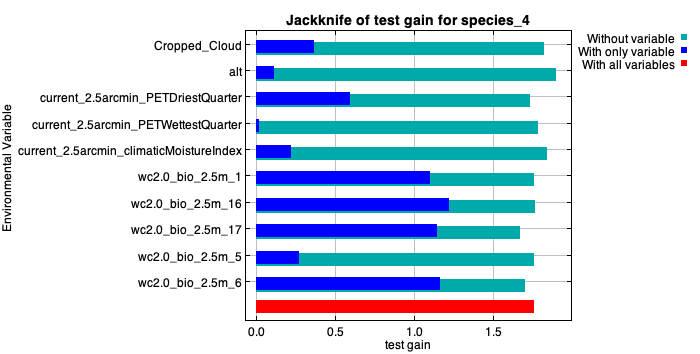 Jackknife of test gain for species_4
Without variable
With only variable
With all variables
Environmental Variable
Cropped_Cloud
alt
current_2.5arcmin_PETDriestQuarter
current_2.5arcmin_PETWettestQuarter
current_2.5arcmin_climaticMoistureIndex
wc2.0_bio_2.5m_1
wc2.0_bio_2.5m_16
wc2.0_bio_2.5m_17
wc2.0_bio_2.5m_5
wc2.0_bio_2.5m_6
0.0 0.5 1.0 1.5
test gain